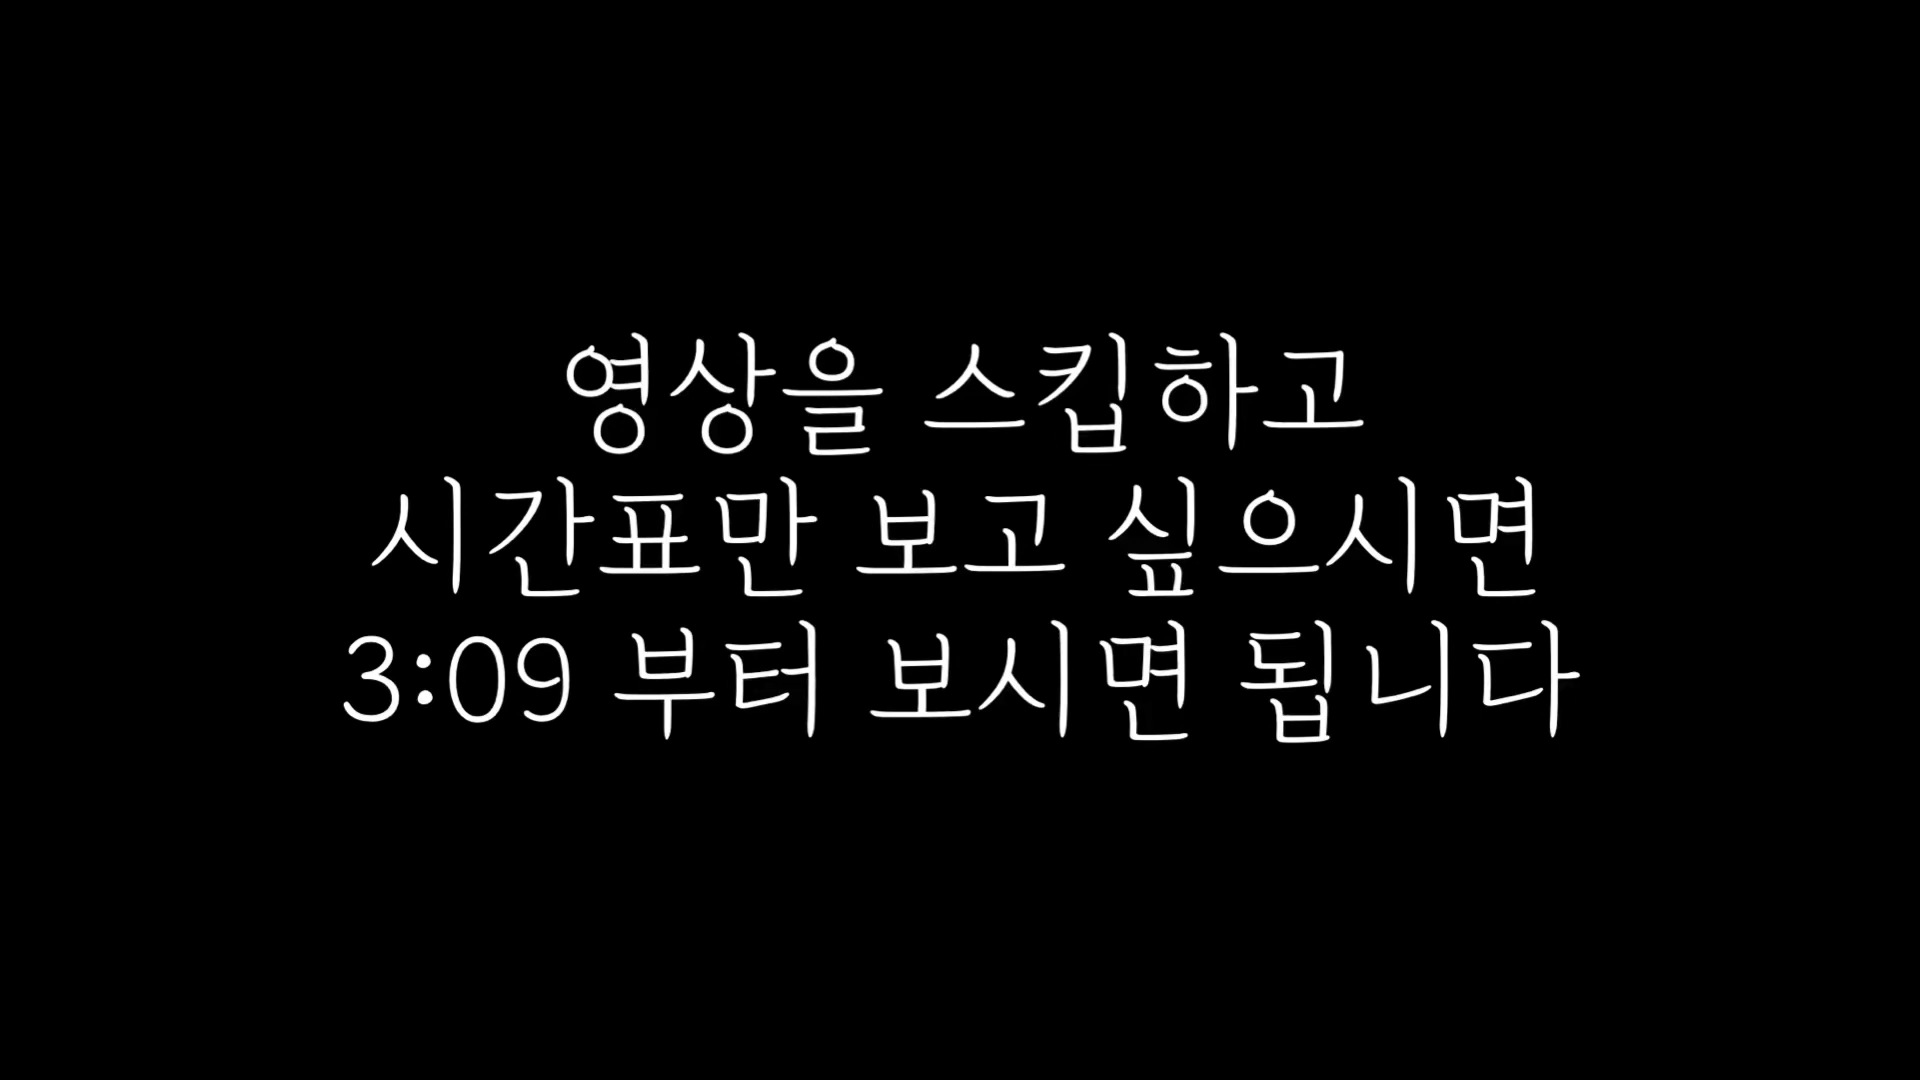 영상을 스킵하고
시간표만 보고 싶으시면
3:09 부터 보시면 됩니다